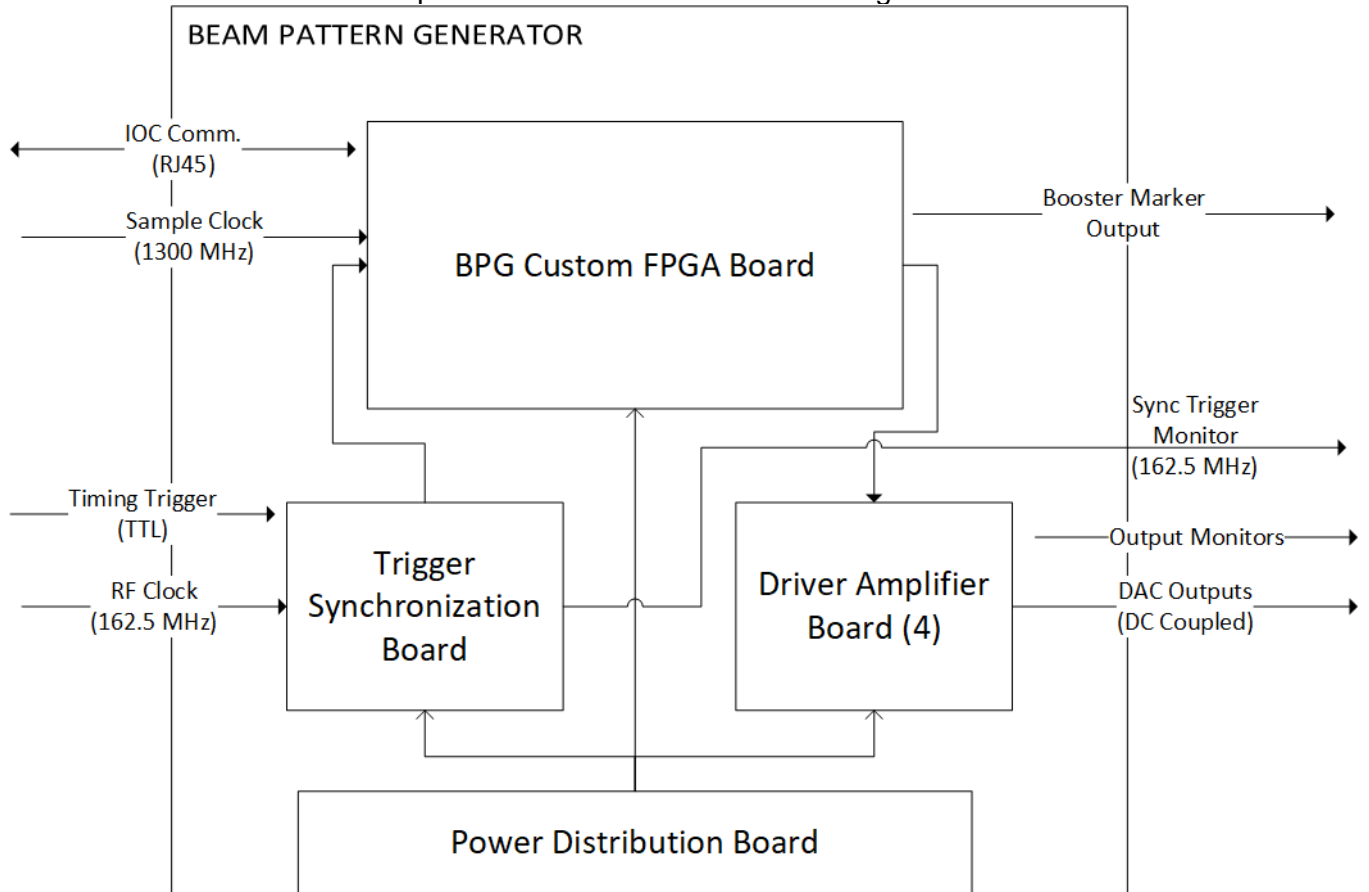 BEAM PATTERN GENERATOR
IOC Comm.
(RJ45)
Sample Clock
(1300 MHz)
BPG Custom FPGA Board
Booster Marker
Output
Sync Trigger
Monitor
(162.5 MHz)
Timing Trigger
(TTL)
RF Clock
(162.5 MHz)
Trigger
Synchronization
Board
Driver Amplifier
Board (4)
Output Monitors
DAC Outputs
(DC Coupled)
Power Distribution Board